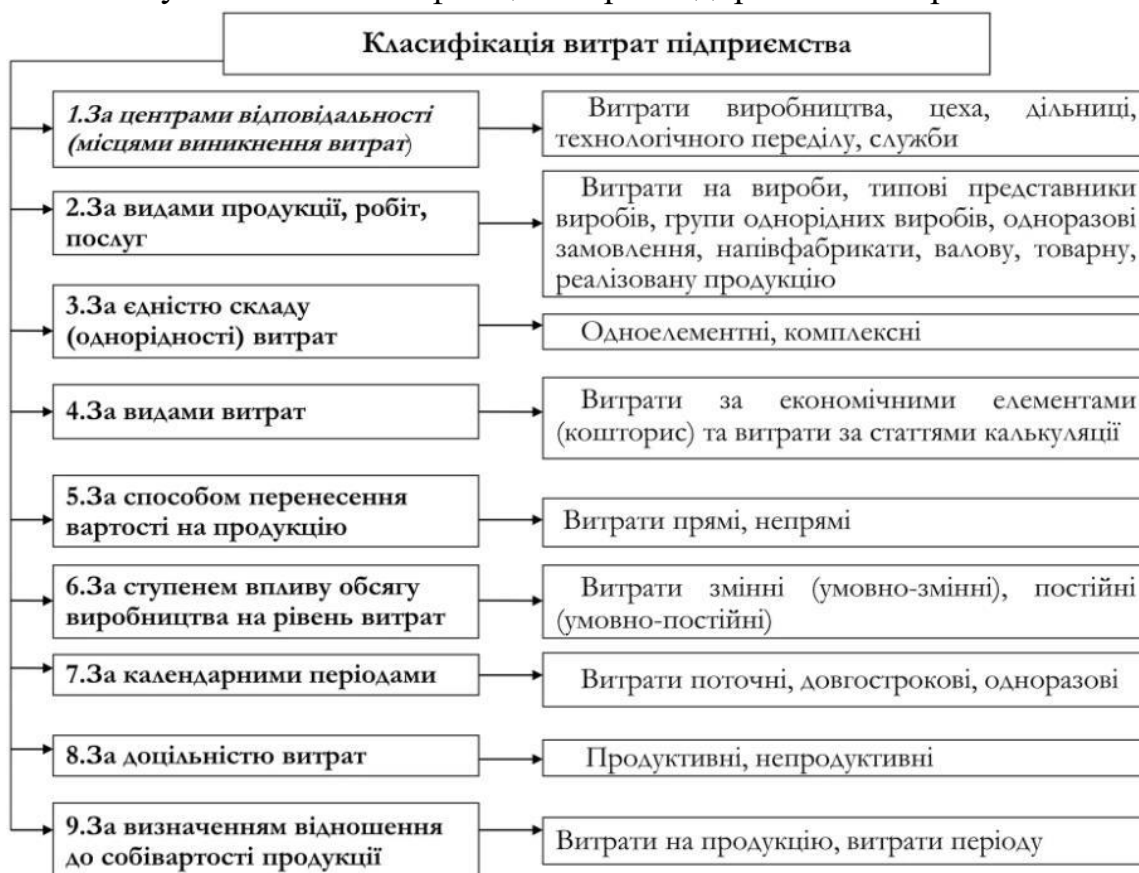 Класифікація витрат підприємства
1.За центрами відповідальності
(місцями виникнення витрат)
Витрати виробництва, цеха, дільниці,
технологічного переділу, служби
2.За видами продукції, робіт,
послуг
Витрати на вироби, типові представники
виробів, групи однорідних виробів, одноразові
замовлення, напівфабрикати, валову, товарну,
реалізовану продукцію
3.За єдністю складу
(однорідності) витрат
Одноелементні, комплексні
4.За видами витрат
Витрати за економічними елементами
(кошторис) та витрати за статтями калькуляції
5.За способом перенесення
вартості на продукцію
Витрати прямі, непрямі
6.За ступенем впливу обсягу
виробництва на рівень витрат
Витрати змінні (умовно-змінні), постійні
(умовно-постійні)
7.За календарними періодами
Витрати поточні, довгострокові, одноразові
8.За доцільністю витрат
Продуктивні, непродуктивні
9.За визначенням відношення
до собівартості продукції
Витрати на продукцію, витрати періоду